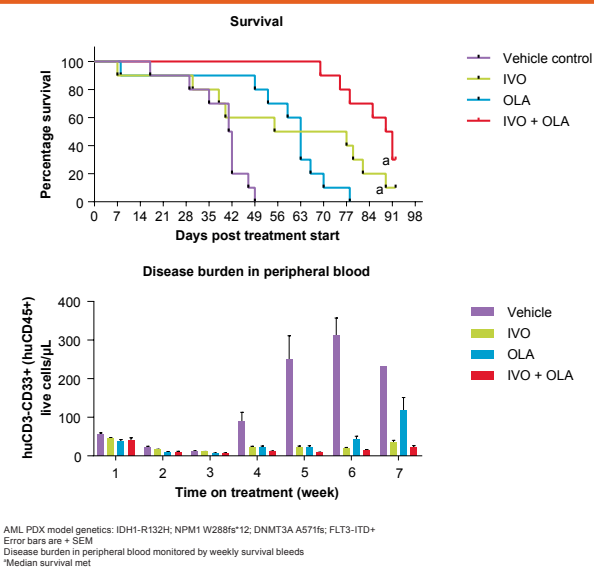 Survival
Percentage survival
100
80
60
40
20
0
a
a
0 7 14 21 28 35 42 49 56 63 70 77 84 91 98
Days post treatment start
Vehicle control
IVO
OLA
IVO + OLA
Disease burden in peripheral blood
huCD3-CD33+ (huCD45+)
live cells/µL
400
300
200
100
0
1 2 3 4 5 6 7
Time on treatment (week)
Vehicle
IVO
OLA
IVO + OLA
AML PDX model genetics: IDH1-R132H; NPM1 W288fs*12; DNMT3A A571fs; FLT3-ITD+
Error bars are + SEM
Disease burden in peripheral blood monitored by weekly survival bleeds
ᵃMedian survival met